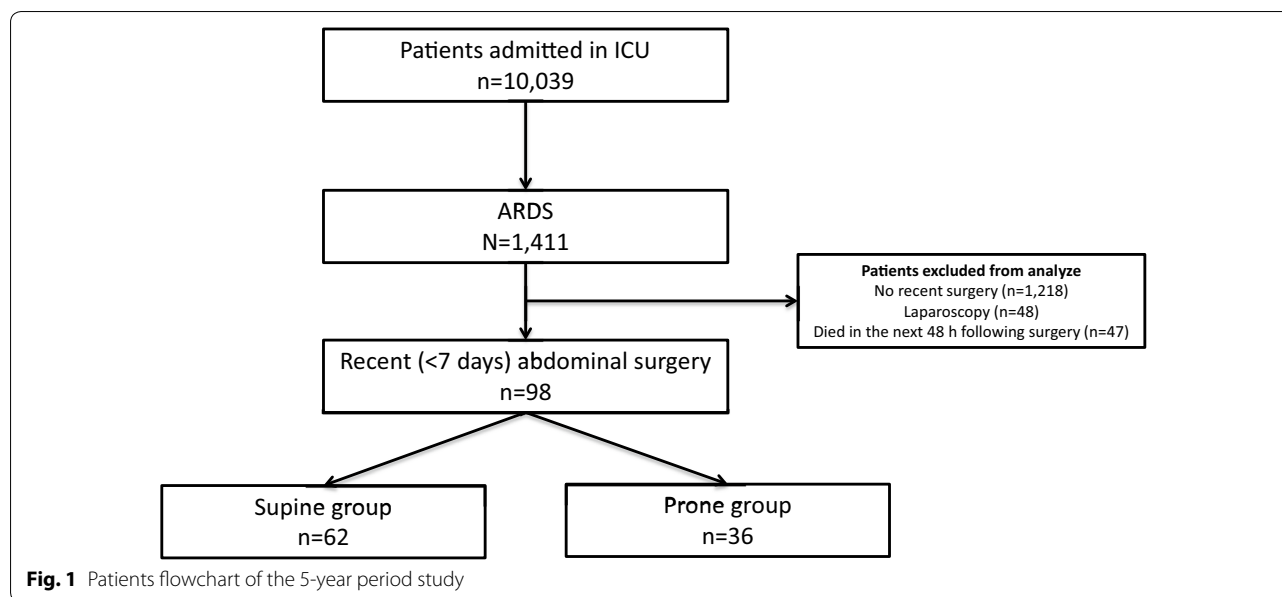 Patients admitted in ICU
n=10,039
ARDS
N=1,411
Patients excluded from analyze
No recent surgery (n=1,218)
Laparoscopy (n=48)
Died in the next 48 h following surgery (n=47)
Recent (<7 days) abdominal surgery
n=98
Supine group
n=62
Prone group
n=36
Fig. 1 Patients flowchart of the 5-year period study